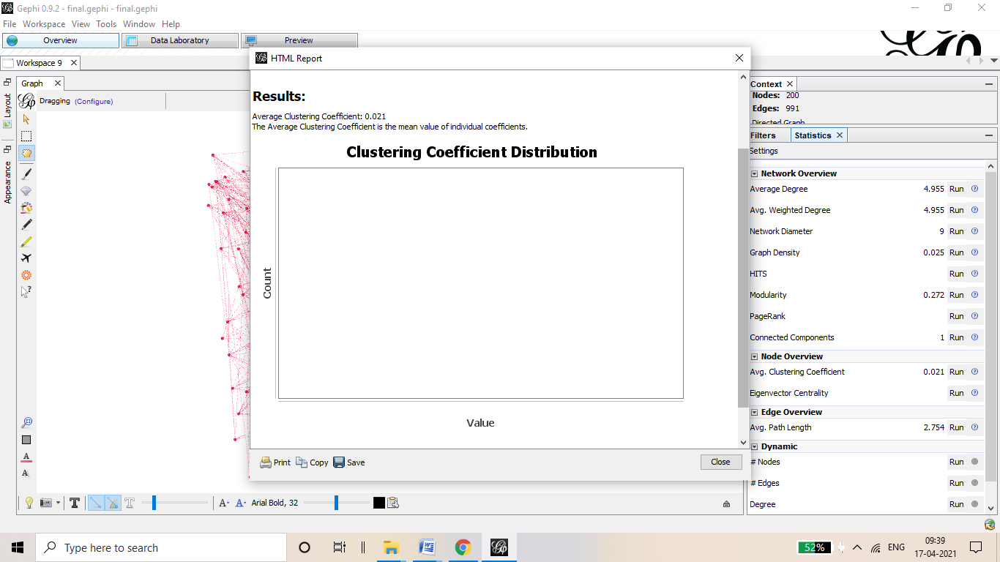 Gephi 0.9.2 - final.gephi - final.gephi
File Workspace View Tools Window Help
Overview Data Laboratory Preview
Workspace 9
Graph
Dragging (Configure)
Layout
Appearance
HTML Report
Results:
Average Clustering Coefficient: 0.021
The Average Clustering Coefficient is the mean value of individual coefficients.
Clustering Coefficient Distribution
Count
Value
Print Copy Save Close
Context
Nodes: 200
Edges: 991
Directed Graph
Filters Statistics
Settings
Network Overview
Average Degree 4.955 Run
Avg. Weighted Degree 4.955 Run
Network Diameter 9 Run
Graph Density 0.025 Run
HITS Run
Modularity 0.272 Run
PageRank Run
Connected Components 1 Run
Node Overview
Avg. Clustering Coefficient 0.021 Run
Eigenvector Centrality Run
Edge Overview
Avg. Path Length 2.754 Run
Dynamic
# Nodes Run
# Edges Run
Degree Run
Arial Bold, 32
Type here to search
52%
ENG
09:39
17-04-2021